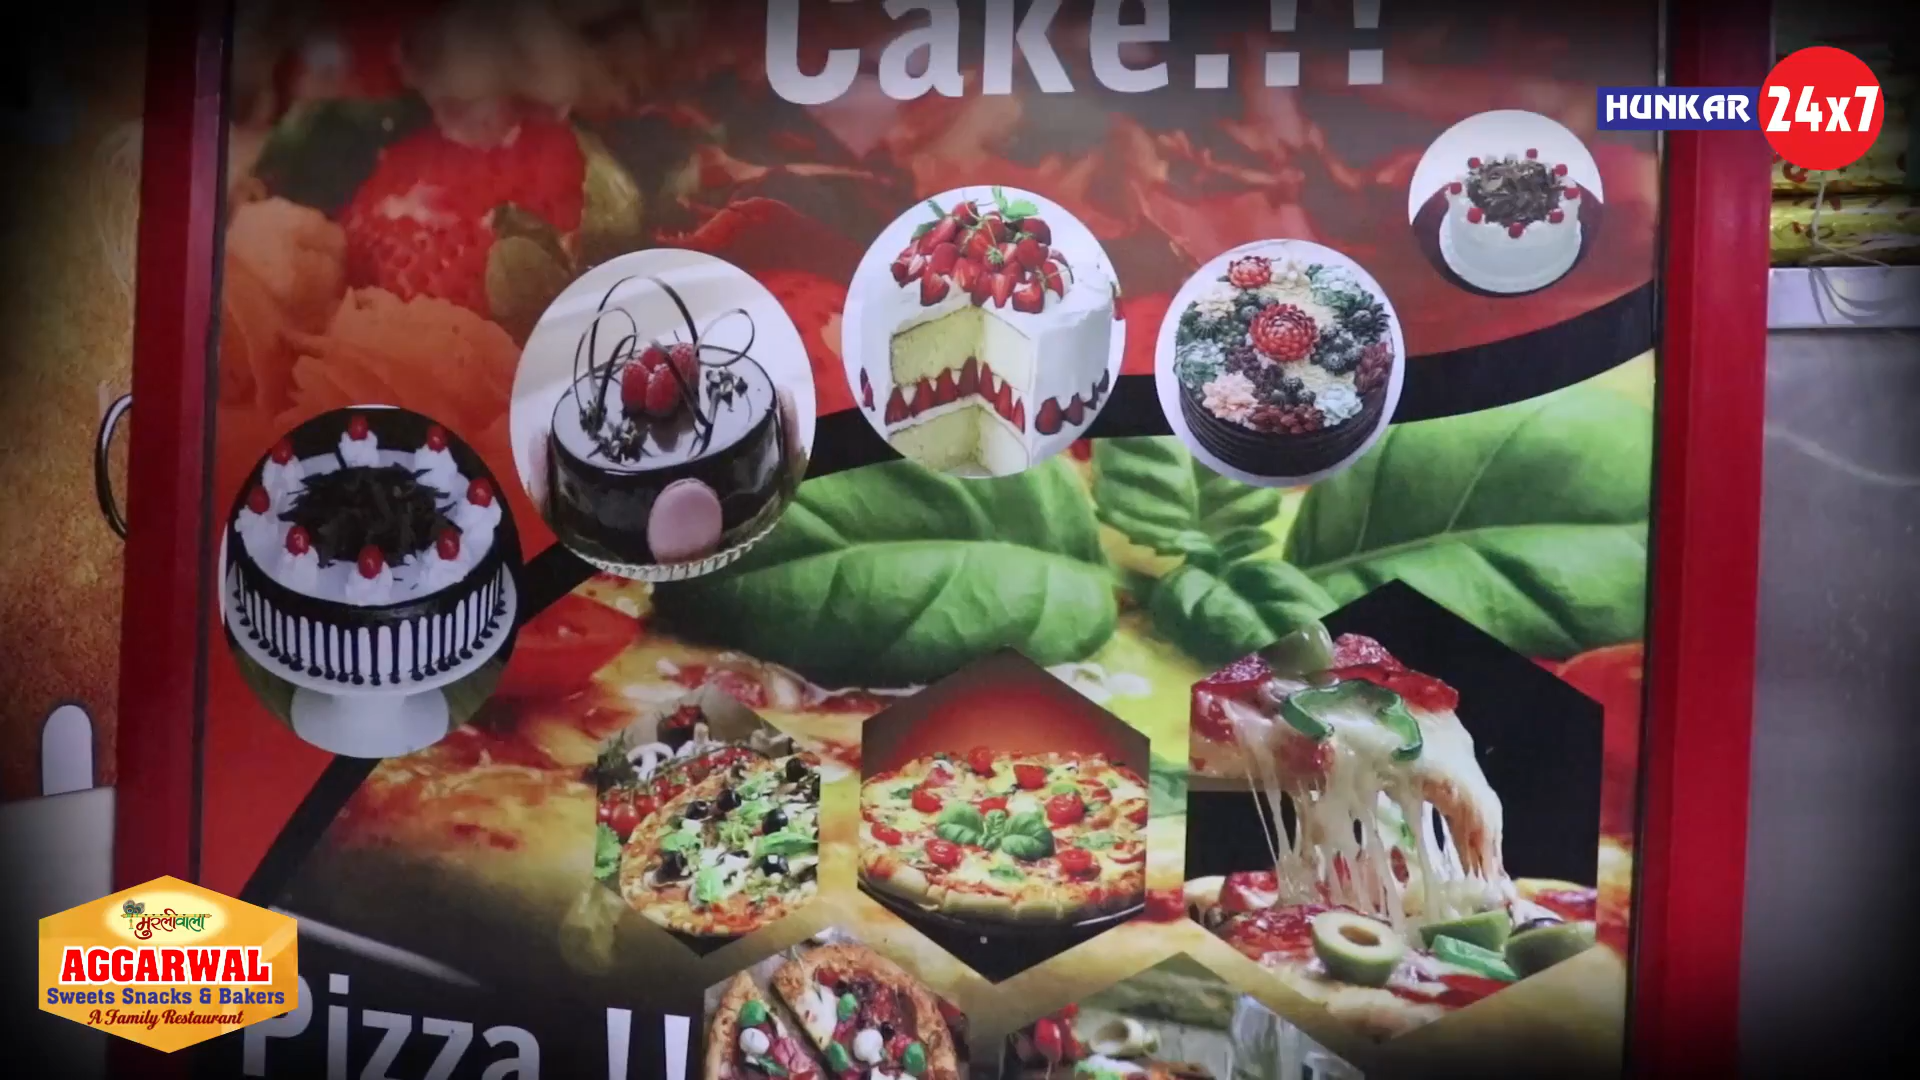 Cake.!!
HUNKAR 24x7
मुरलीवाला
AGGARWAL
Sweets Snacks & Bakers
A Family Restaurant
Pizza !!